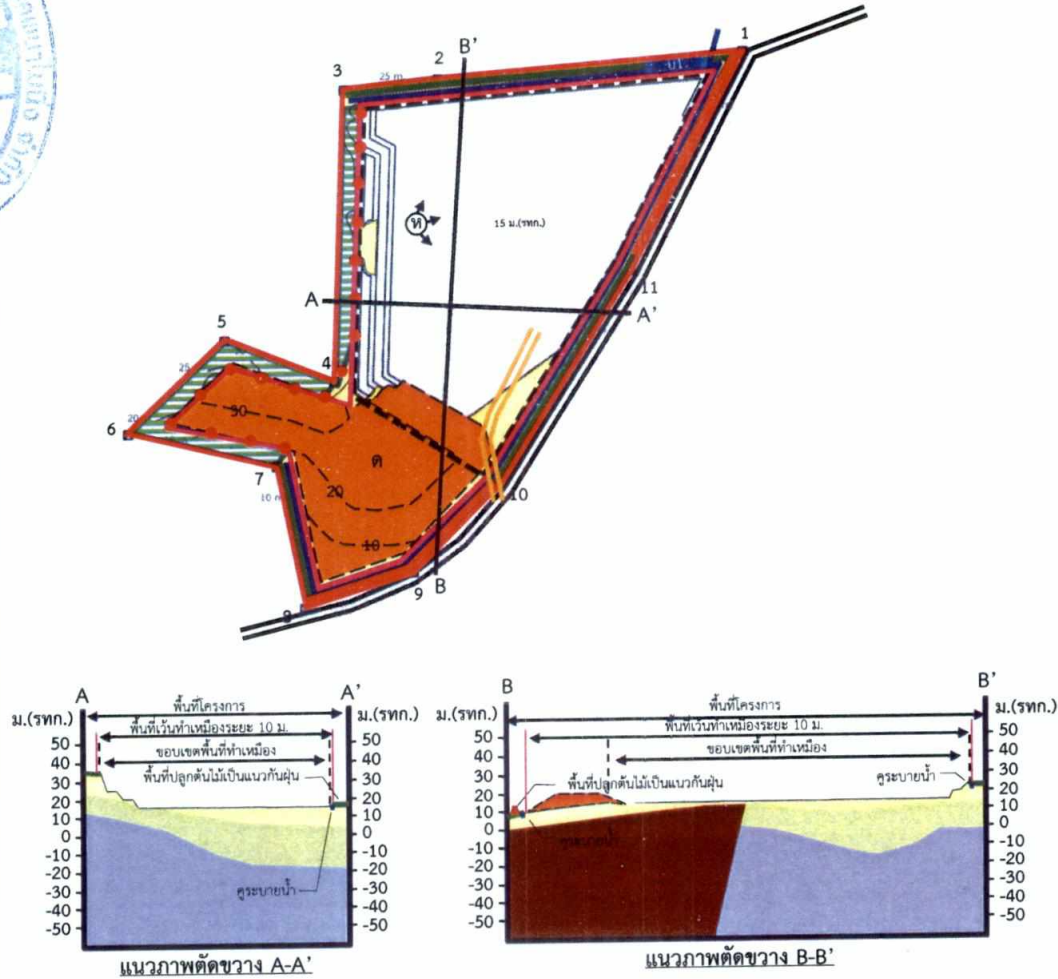 B'
1
2
3
25 m.
01
ห
15 ม.(รทก.)
11
A
A'
5
4
25
30
20
6
ด
7
20
10 m
10
10
B
9
8
A
A'
B
B'
ม.(รทก.)
พื้นที่โครงการ
ม.(รทก.)
ม.(รทก.)
พื้นที่โครงการ
ม.(รทก.)
พื้นที่เว้นทำเหมืองระยะ 10 ม.
พื้นที่เว้นทำเหมืองระยะ 10 ม.
ขอบเขตพื้นที่ทำเหมือง
ขอบเขตพื้นที่ทำเหมือง
พื้นที่ปลูกต้นไม้เป็นแนวกันฝุ่น
พื้นที่ปลูกต้นไม้เป็นแนวกันฝุ่น
คูระบายน้ำ
คูระบายน้ำ
คูระบายน้ำ
50 50 50 50
40 40 40 40
30 30 30 30
20 20 20 20
10 10 10 10
0 0 0 0
-10 -10 -10 -10
-20 -20 -20 -20
-30 -30 -30 -30
-40 -40 -40 -40
-50 -50 -50 -50
แนวภาพตัดขวาง A-A'
แนวภาพตัดขวาง B-B'